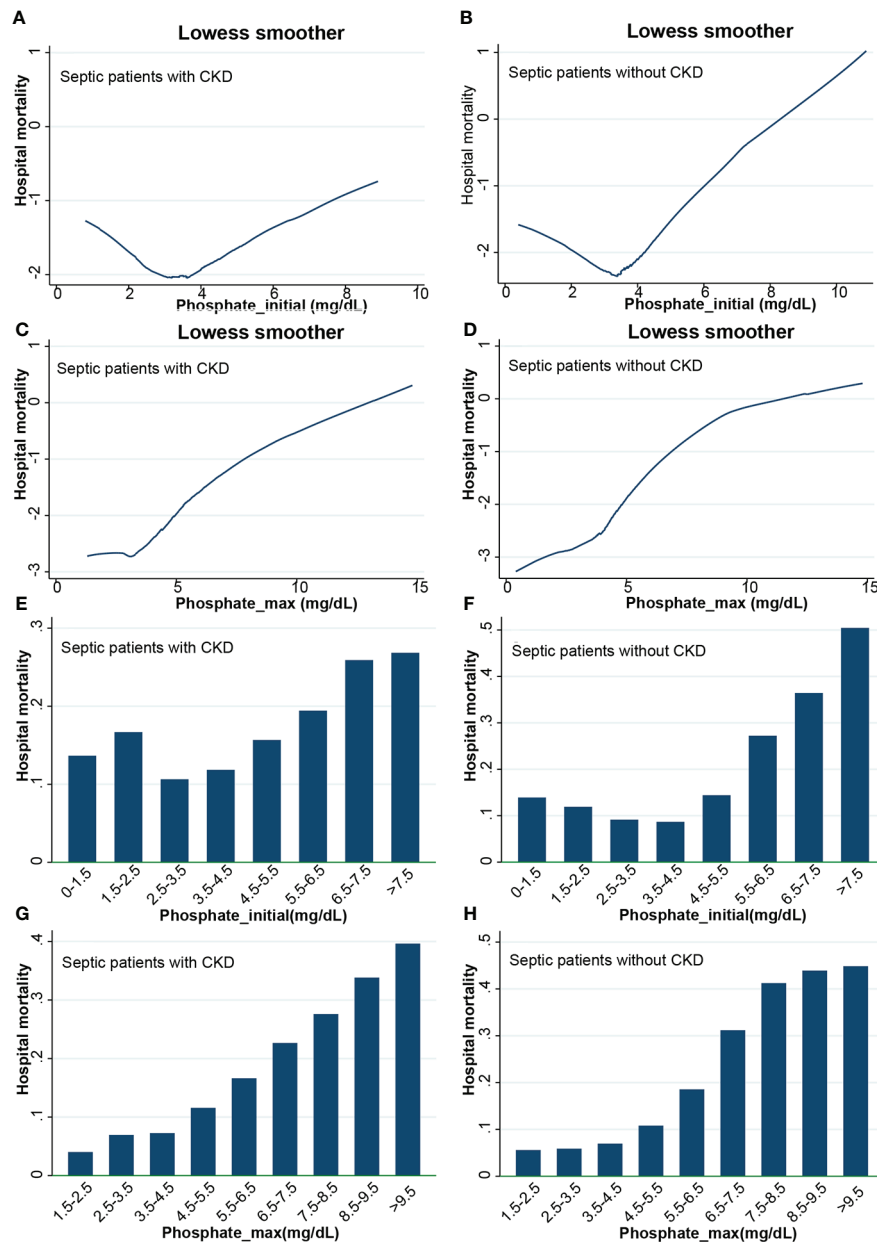 A
Lowess smoother
Septic patients with CKD
Hospital mortality
1
0
-1
-2
0 2 4 6 8 10
Phosphate_initial (mg/dL)
B
Lowess smoother
Septic patients without CKD
Hospital mortality
1
0
-1
-2
0 2 4 6 8 10
Phosphate_initial (mg/dL)
C
Lowess smoother
Septic patients with CKD
Hospital mortality
1
0
-1
-2
-3
0 5 10 15
Phosphate_max (mg/dL)
D
Lowess smoother
Septic patients without CKD
Hospital mortality
1
0
-1
-2
-3
0 5 10 15
Phosphate_max (mg/dL)
E
Septic patients with CKD
Hospital mortality
.3
.2
.1
0
0-1.5 1.5-2.5 2.5-3.5 3.5-4.5 4.5-5.5 5.5-6.5 6.5-7.5 >7.5
Phosphate_initial(mg/dL)
F
Septic patients without CKD
Hospital mortality
.5
.4
.3
.2
.1
0
0-1.5 1.5-2.5 2.5-3.5 3.5-4.5 4.5-5.5 5.5-6.5 6.5-7.5 >7.5
Phosphate_initial(mg/dL)
G
Septic patients with CKD
Hospital mortality
.4
.3
.2
.1
0
1.5-2.5 2.5-3.5 3.5-4.5 4.5-5.5 5.5-6.5 6.5-7.5 7.5-8.5 8.5-9.5 >9.5
Phosphate_max(mg/dL)
H
Septic patients without CKD
Hospital mortality
.5
.4
.3
.2
.1
0
1.5-2.5 2.5-3.5 3.5-4.5 4.5-5.5 5.5-6.5 6.5-7.5 7.5-8.5 8.5-9.5 >9.5
Phosphate_max(mg/dL)